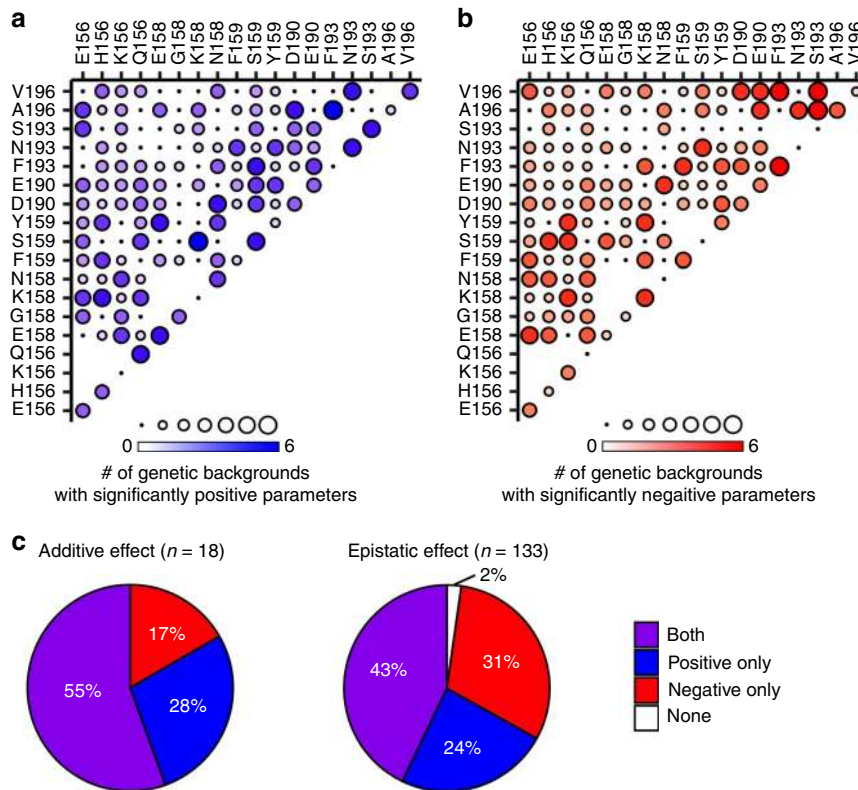 a
E156 H156 K156 Q156 E158 G158 K158 N158 F159 S159 Y159 D190 E190 F193 N193 S193 A196 V196
V196
A196
S193
N193
F193
E190
D190
Y159
S159
F159
N158
K158
G158
E158
Q156
K156
H156
E156
0 6
# of genetic backgrounds
with significantly positive parameters
b
E156 H156 K156 Q156 E158 G158 K158 N158 F159 S159 Y159 D190 E190 F193 N193 S193 A196 V196
V196
A196
S193
N193
F193
E190
D190
Y159
S159
F159
N158
K158
G158
E158
Q156
K156
H156
E156
0 6
# of genetic backgrounds
with significantly negaitive parameters
c
Additive effect (n = 18)
17%
55%
28%
Epistatic effect (n = 133)
2%
43%
31%
24%
Both
Positive only
Negative only
None